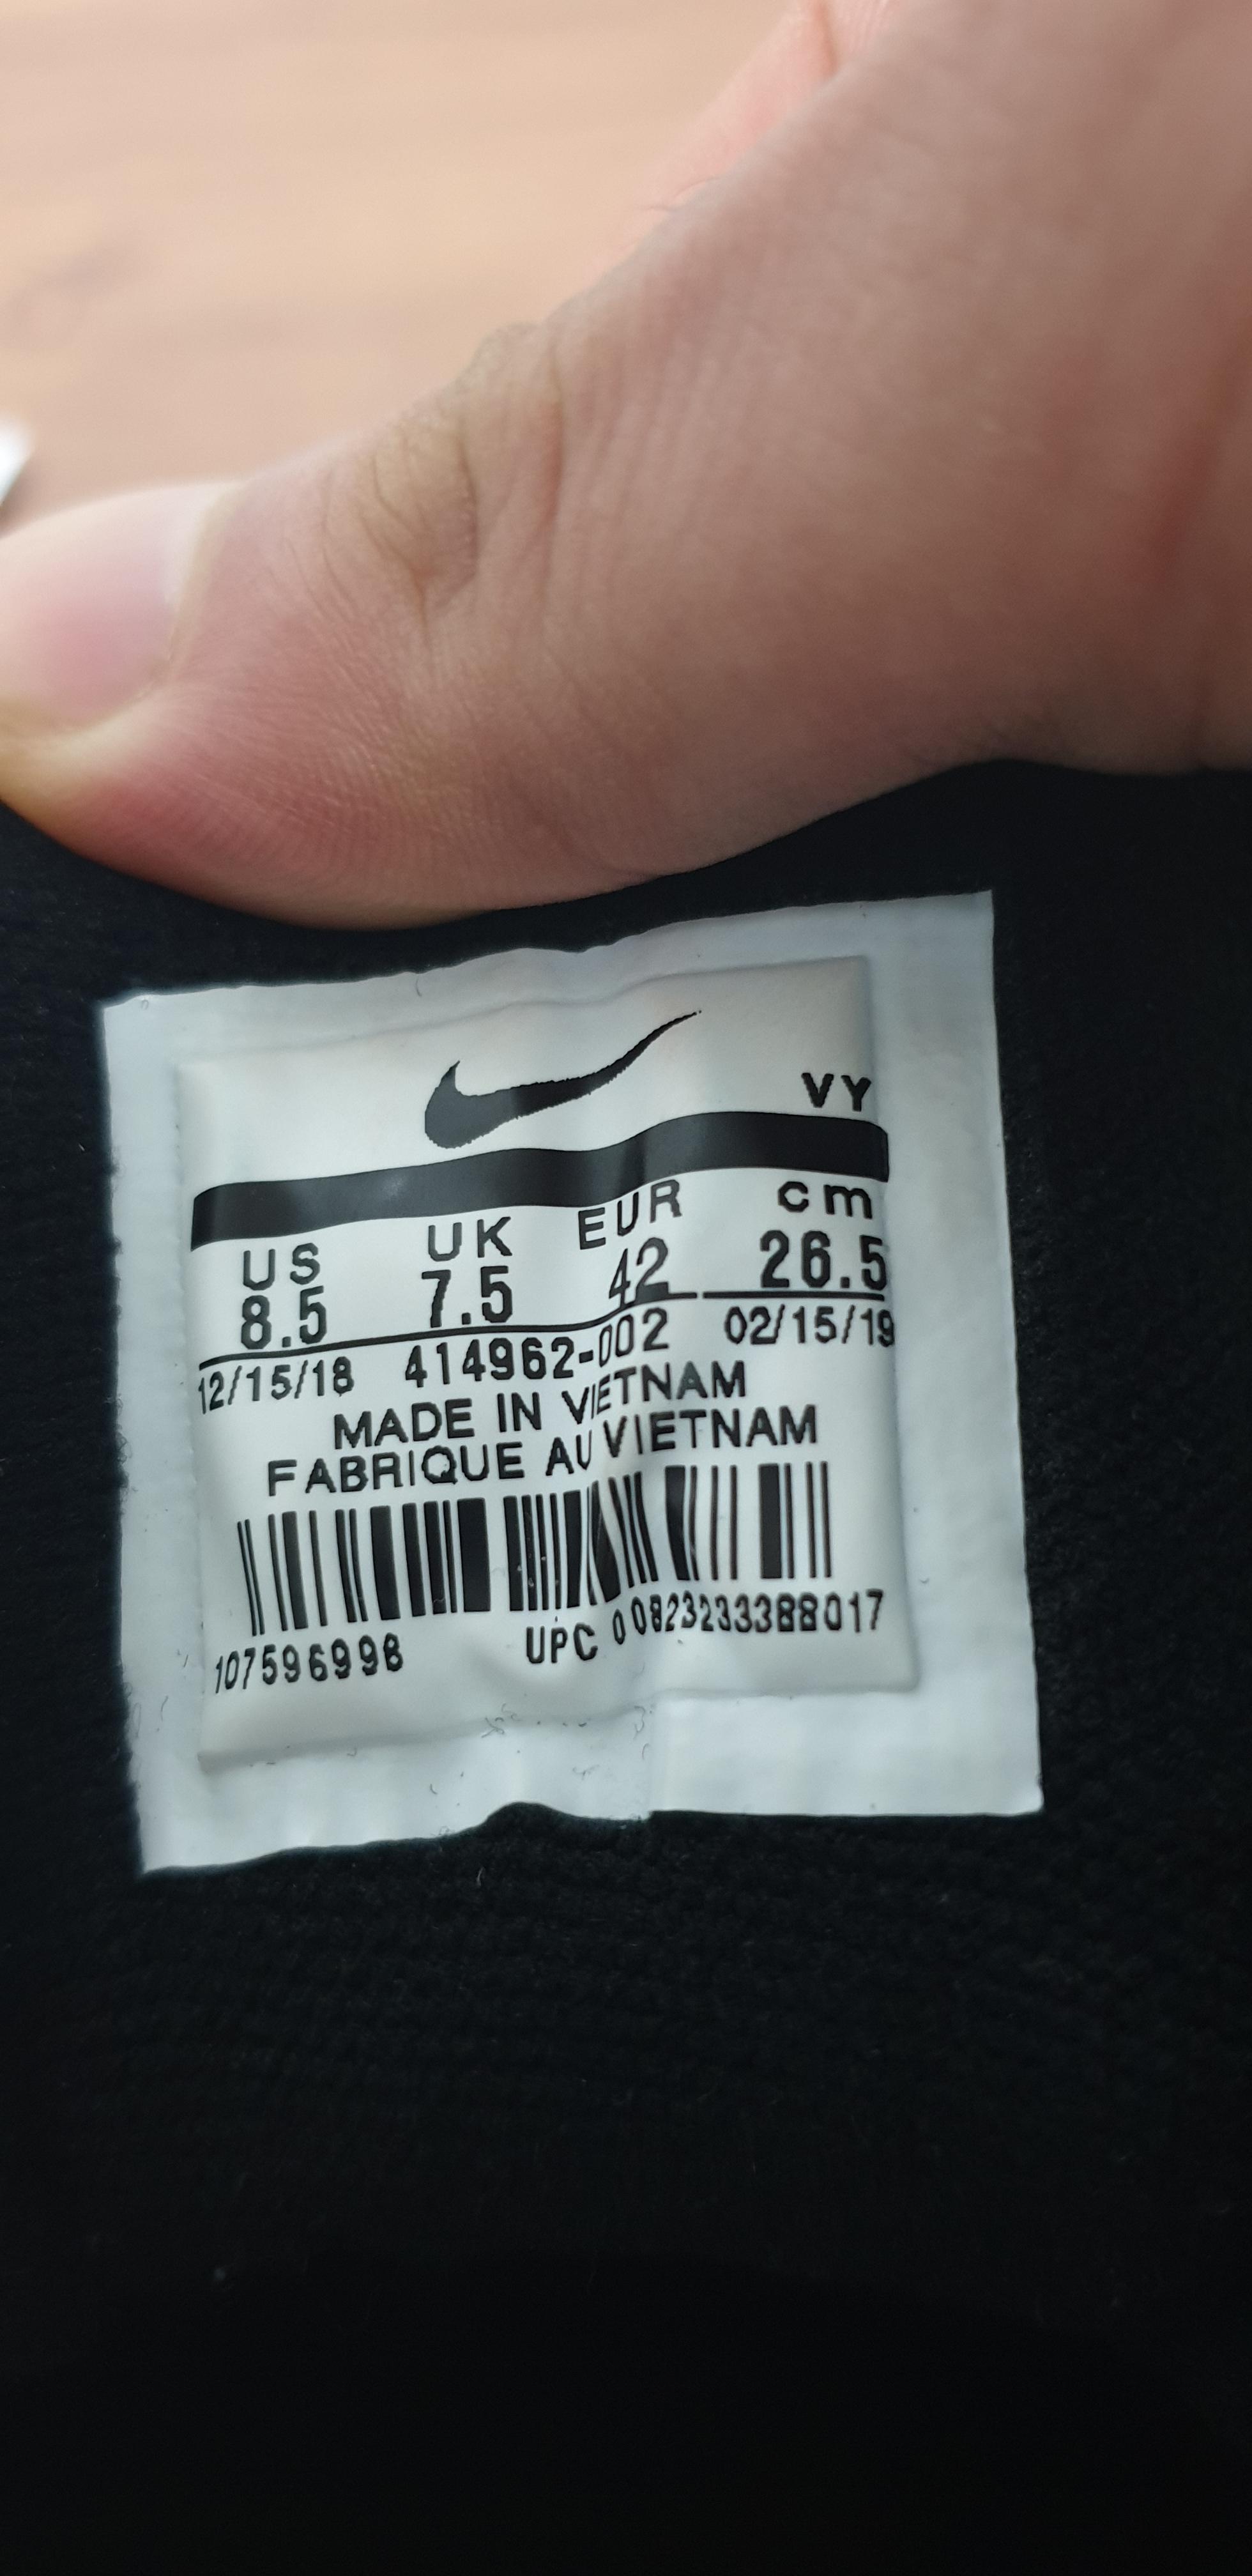 VY
US UK EUR cm
8.5 7.5 42 26.5
12/15/18 414962-002 02/15/19
MADE IN VIETNAM
FABRIQUE AU VIETNAM
107596998 UPC 00823233388017